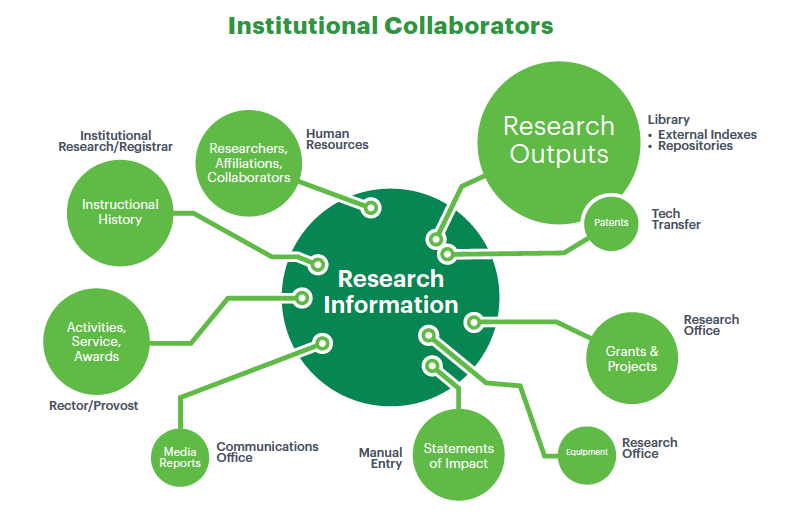 Institutional Collaborators
Institutional
Research/Registrar
Researchers,
Affiliations,
Collaborators
Human
Resources
Research
Outputs
Library
• External Indexes
• Repositories
Instructional
History
Patents
Tech
Transfer
Research
Information
Activities,
Service,
Awards
Rector/Provost
Grants &
Projects
Research
Office
Media
Reports
Communications
Office
Manual
Entry
Statements
of Impact
Equipment
Research
Office